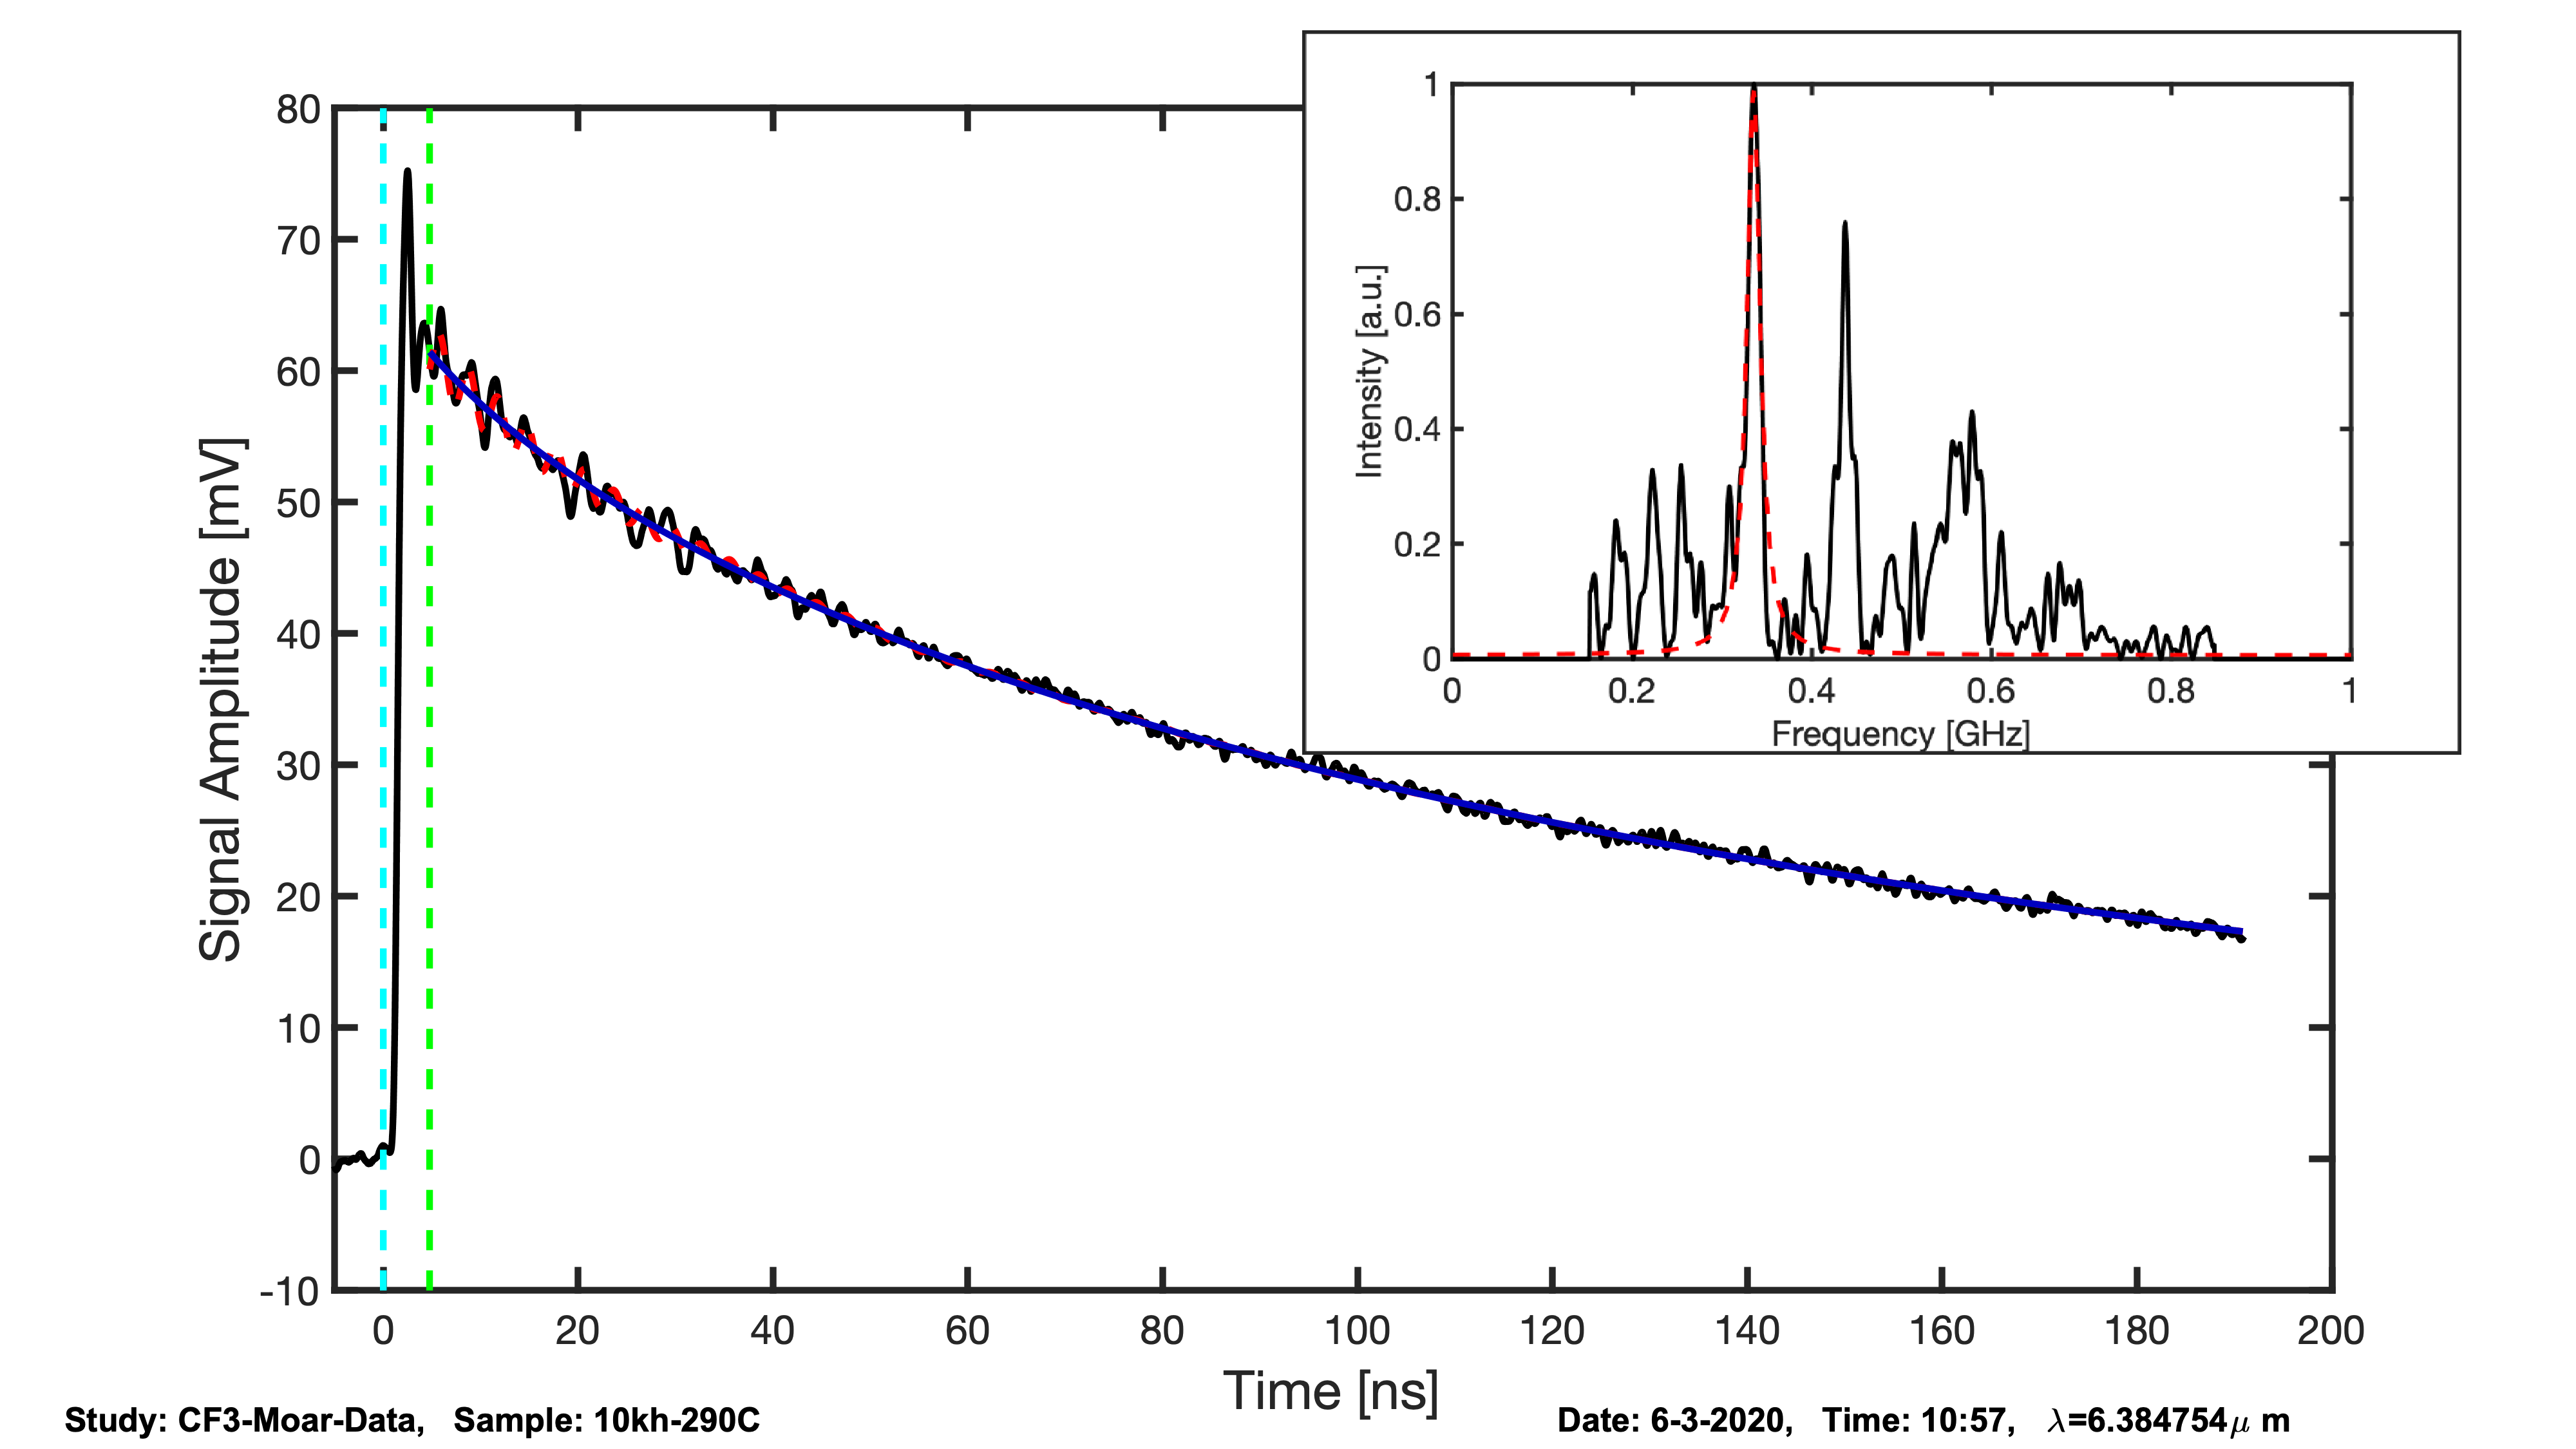 1
0.8
0.6
0.4
0.2
0
0 0.2 0.4 0.6 0.8 1
Intensity [a.u.]
Frequency [GHz]
80
70
60
50
40
30
20
10
0
-10
Signal Amplitude [mV]
0 20 40 60 80 100 120 140 160 180 200
Time [ns]
Study: CF3-Moar-Data, Sample: 10kh-290C
Date: 6-3-2020, Time: 10:57, λ=6.384754μ m